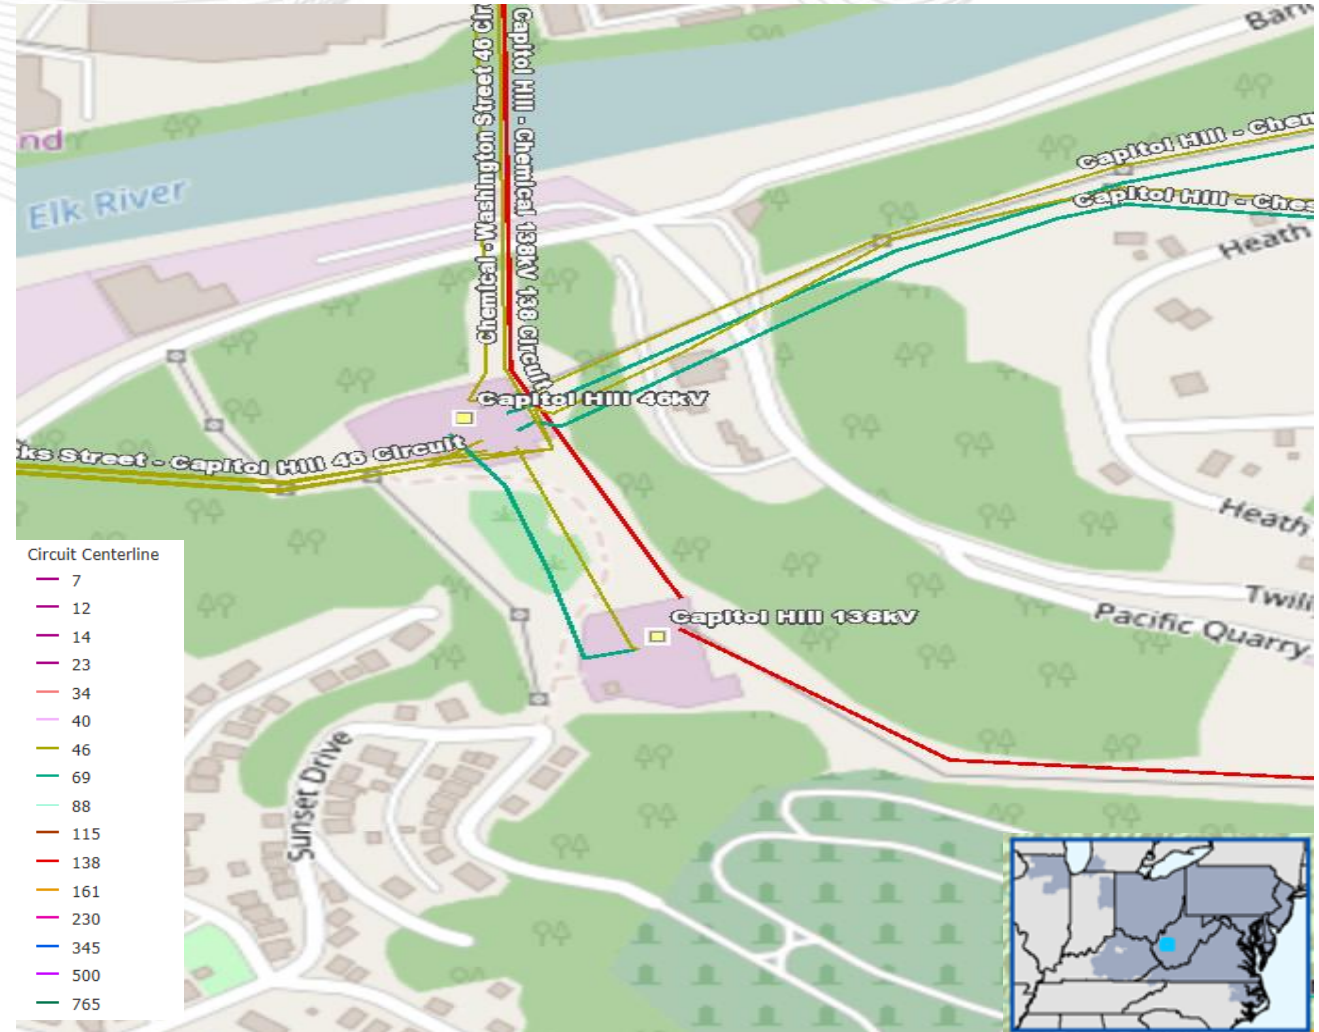 Chemical - Washington Street 46 Cir
Capitol Hill - Chemical 138kV 138 Circuit
nd
Elk River
Capitol Hill - Chem
Capitol Hill - Ches
Heath
Capitol Hill 46kV
ks Street - Capitol Hill 46 Circuit
Heath
Twili
Pacific Quarry
Capitol Hill 138kV
Sunset Drive
Circuit Centerline
7
12
14
23
34
40
46
69
88
115
138
161
230
345
500
765